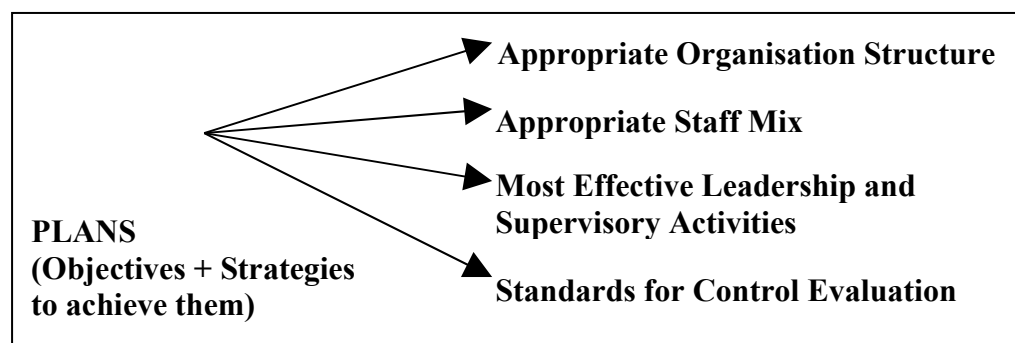 Appropriate Organisation Structure
Appropriate Staff Mix
Most Effective Leadership and
Supervisory Activities
PLANS
(Objectives + Strategies
to achieve them)
Standards for Control Evaluation